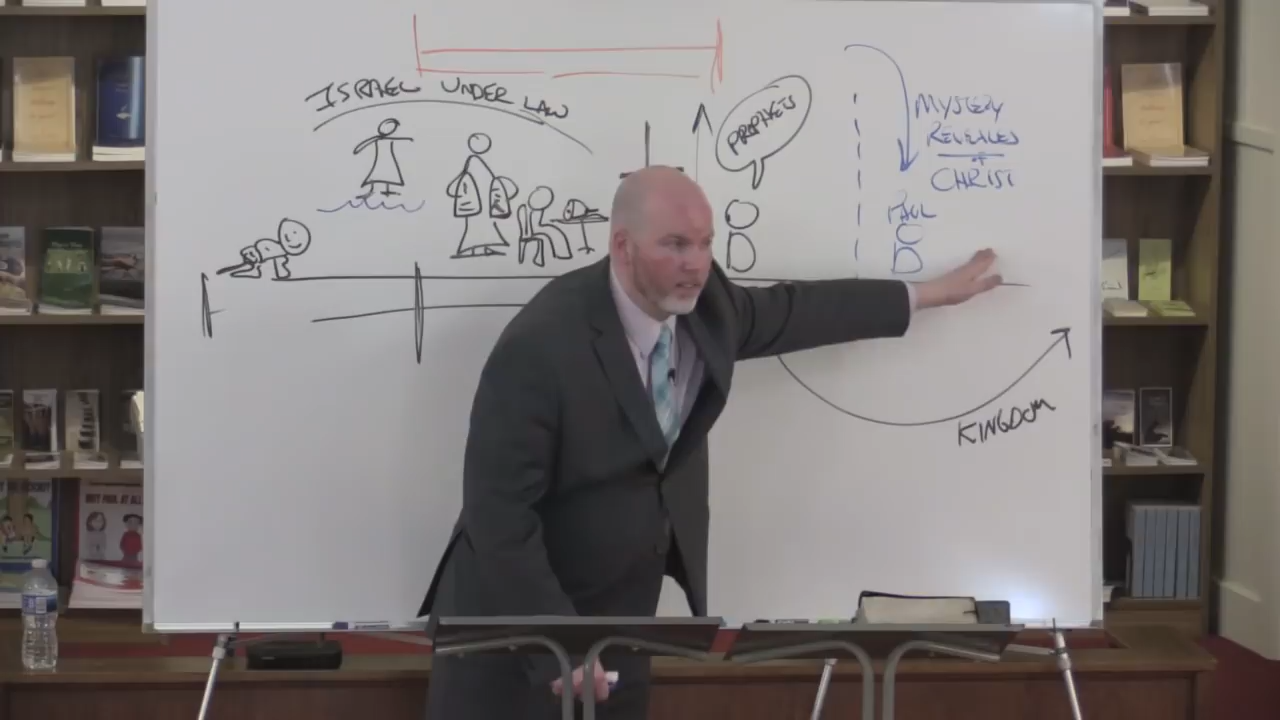 ISRAEL UNDER LAW
PROPHETS
MYSTERY
REVEALED
of
CHRIST
PAUL
KINGDOM